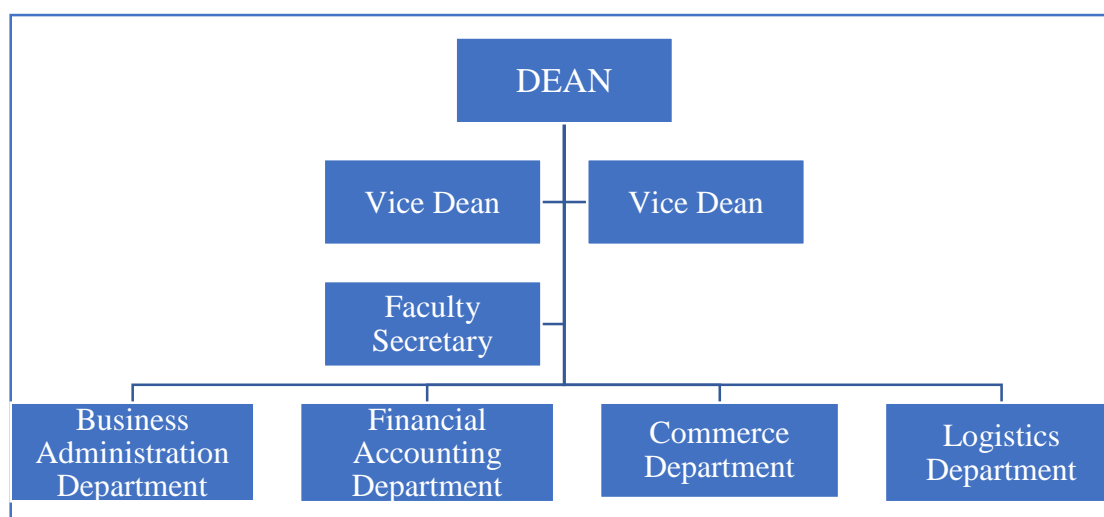 DEAN
Vice Dean
Vice Dean
Faculty
Secretary
Business
Administration
Department
Financial
Accounting
Department
Commerce
Department
Logistics
Department